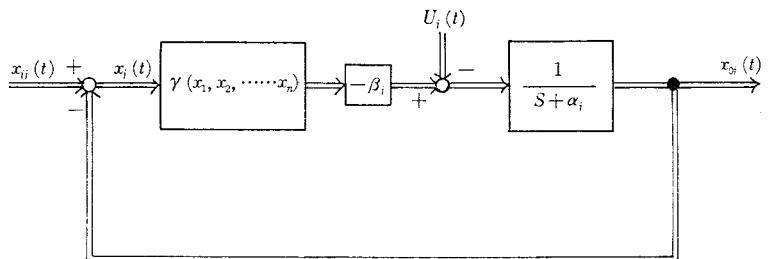 U_i (t)
x_{ii} (t) + x_i (t) γ (x_1, x_2, ······x_n) −β_i + − 1 / (S + α_i) x_{0i} (t)
−